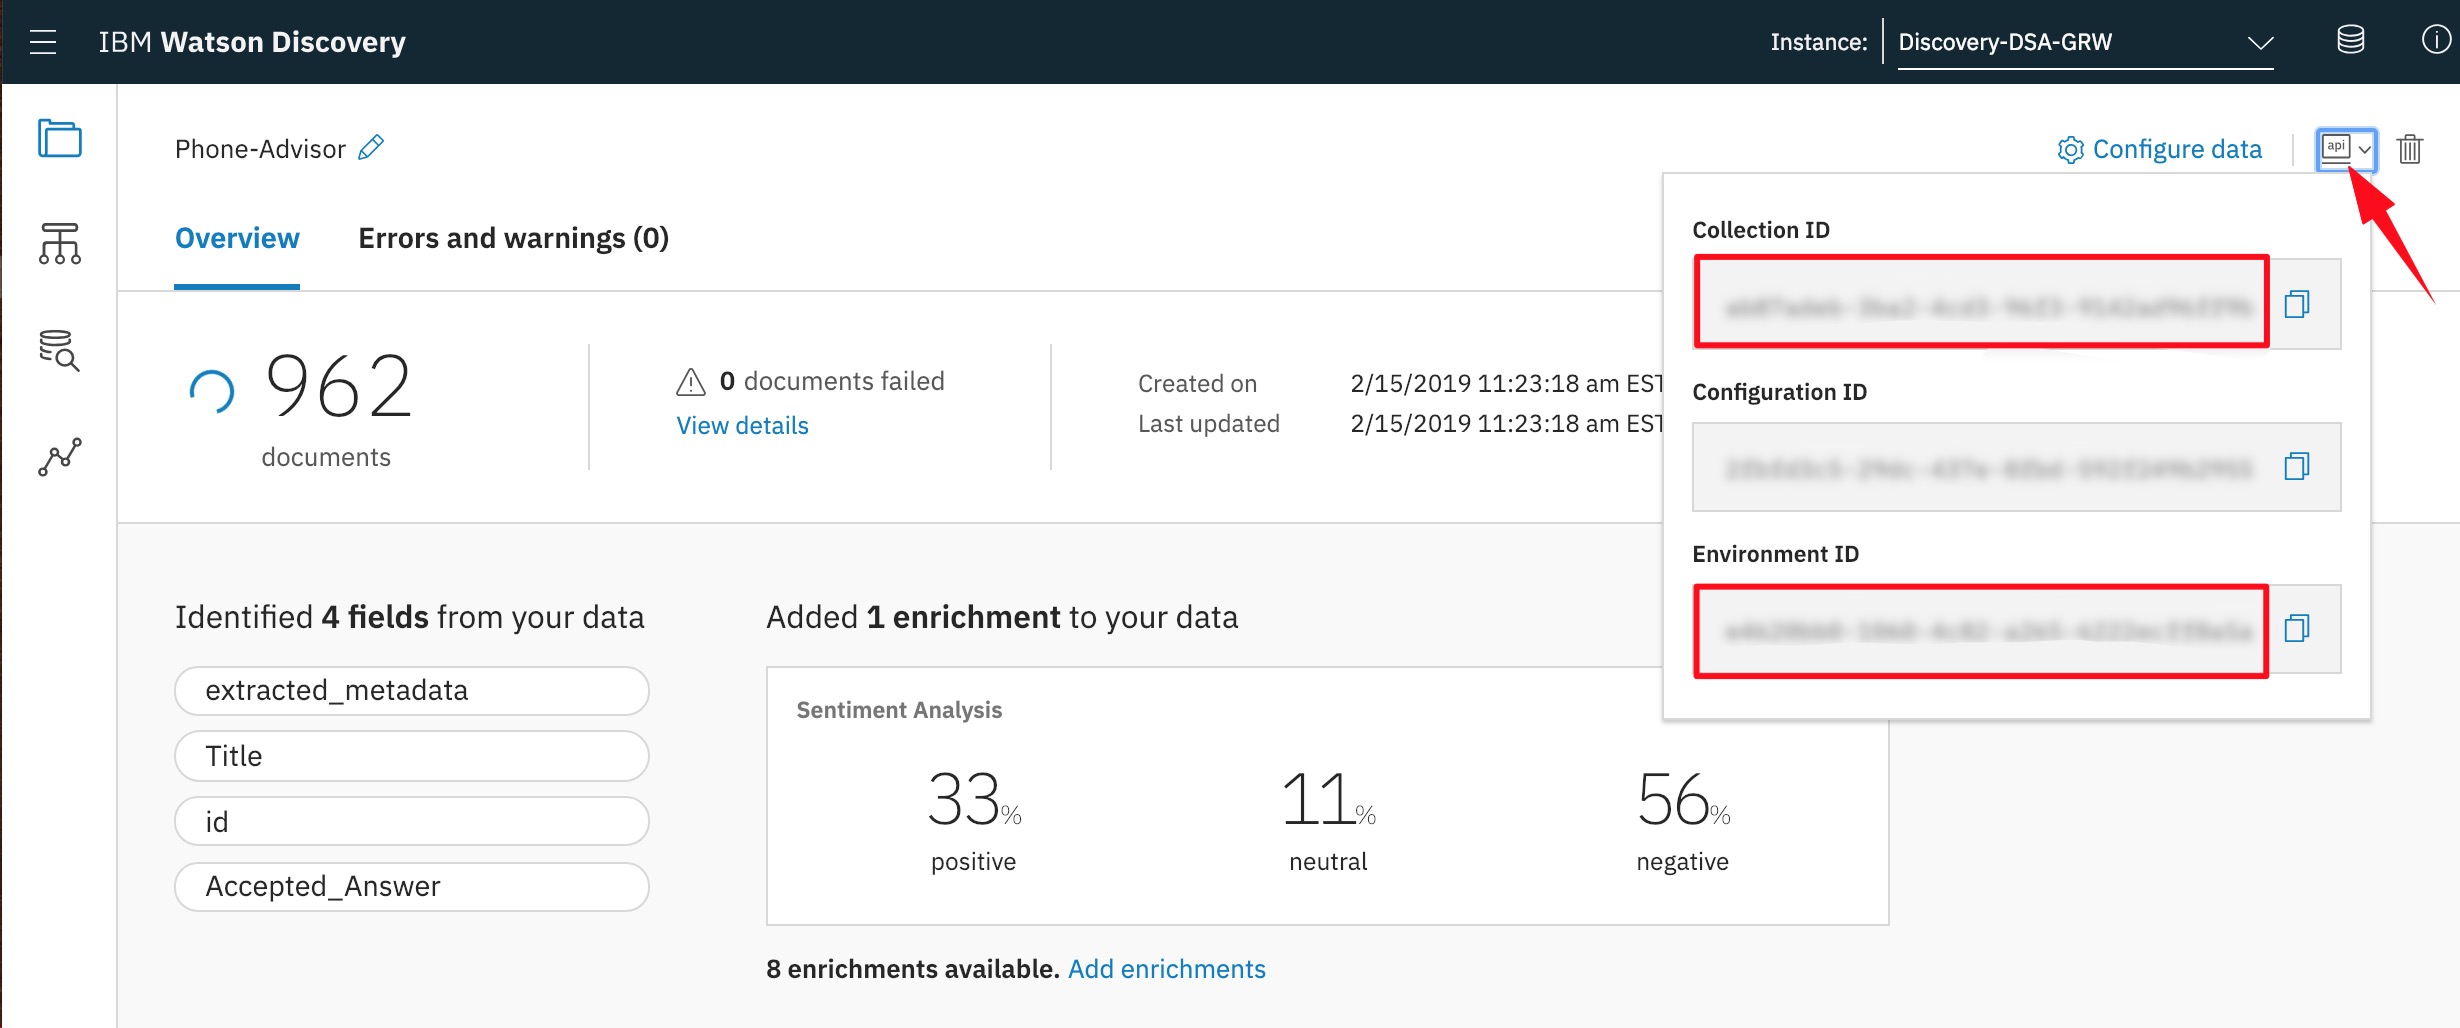 IBM Watson Discovery
Instance: Discovery-DSA-GRW
Phone-Advisor
Configure data
api
Overview
Errors and warnings (0)
Collection ID
Configuration ID
Environment ID
962
documents
0 documents failed
View details
Created on 2/15/2019 11:23:18 am EST
Last updated 2/15/2019 11:23:18 am EST
Identified 4 fields from your data
extracted_metadata
Title
id
Accepted_Answer
Added 1 enrichment to your data
Sentiment Analysis
33% 11% 56%
positive neutral negative
8 enrichments available. Add enrichments